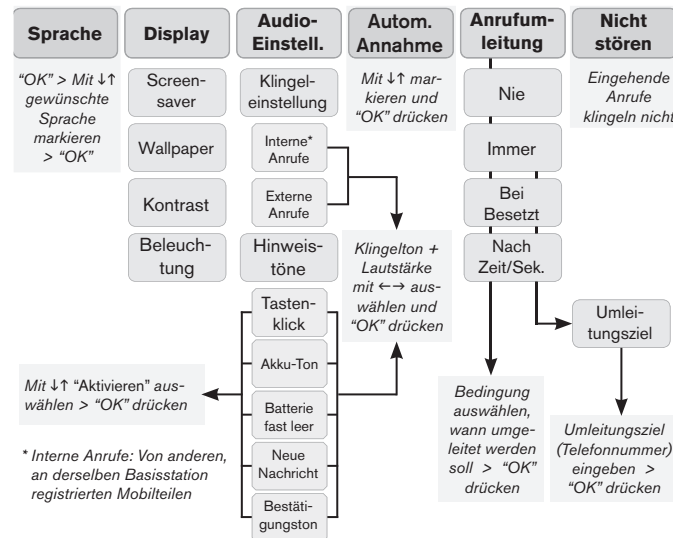 Sprache
"OK" > Mit ↓↑
gewünschte
Sprache
markieren
> "OK"
Display
Screen-
saver
Wallpaper
Kontrast
Beleuch-
tung
Audio-
Einstell.
Klingel-
einstellung
Interne*
Anrufe
Externe
Anrufe
Hinweis-
töne
Tasten-
klick
Akku-Ton
Batterie
fast leer
Neue
Nachricht
Bestäti-
gungston
Mit ↓↑ "Aktivieren" aus-
wählen > "OK" drücken
* Interne Anrufe: Von anderen,
an derselben Basisstation
registrierten Mobilteilen
Autom.
Annahme
Mit ↓↑ mar-
kieren und
"OK" drücken
Klingelton +
Lautstärke
mit ←→ aus-
wählen und
"OK" drücken
Anrufum-
leitung
Nie
Immer
Bei
Besetzt
Nach
Zeit/Sek.
Bedingung
auswählen,
wann umge-
leitet werden
soll > "OK"
drücken
Nicht
stören
Eingehende
Anrufe
klingeln nicht
Umlei-
tungsziel
Umleitungsziel
(Telefonnummer)
eingeben >
"OK" drücken